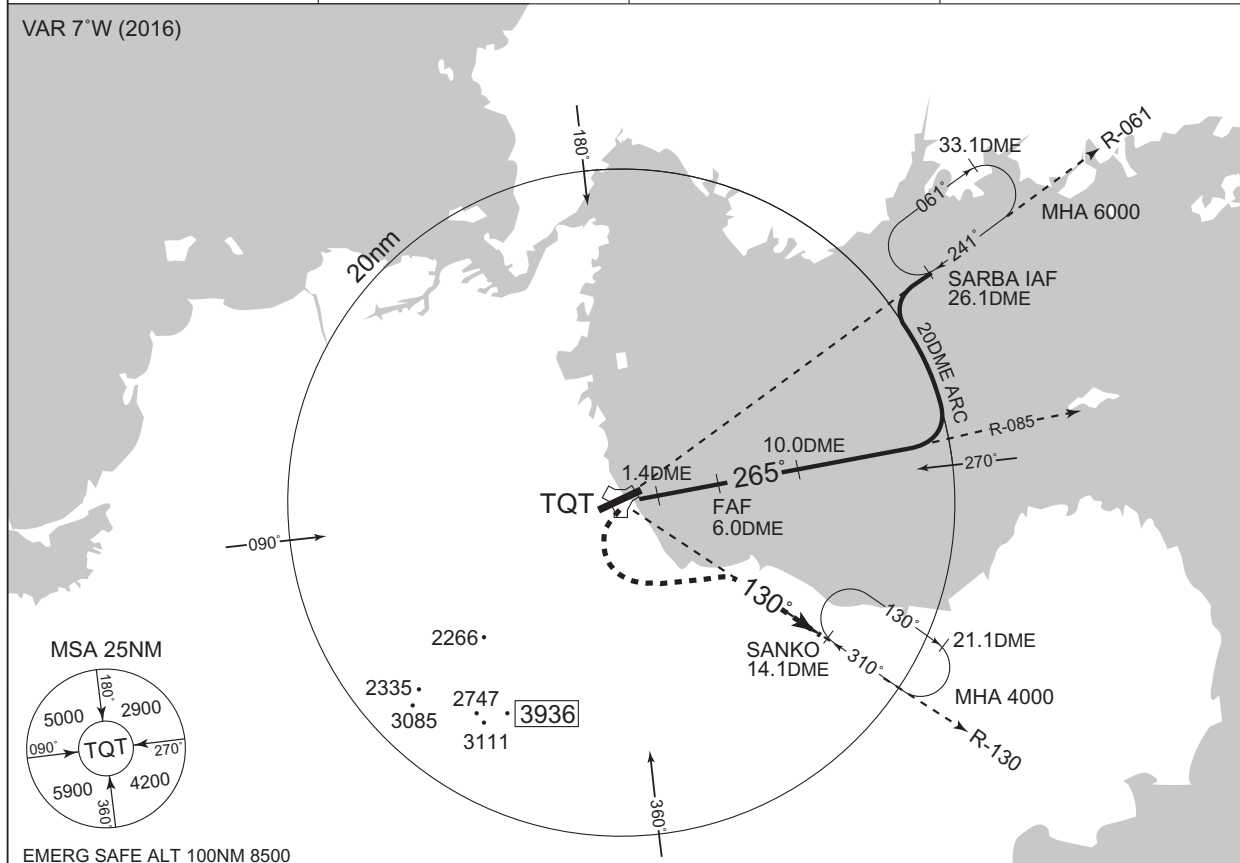 VAR 7°W (2016)
180°
33.1DME
R-061
061°
MHA 6000
20nm
241°
SARBA IAF
26.1DME
20DME ARC
R-085
10.0DME
270°
1.4DME
265°
TQT
FAF
6.0DME
090°
130°
130°
SANKO
14.1DME
21.1DME
310°
MHA 4000
R-130
2266
2335
3085
2747
3936
3111
360°
MSA 25NM
180°
5000
2900
090°
TQT
270°
5900
4200
360°
EMERG SAFE ALT 100NM 8500